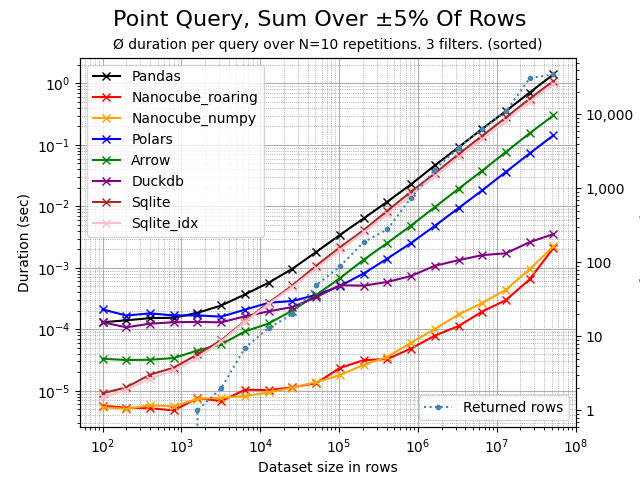 Point Query, Sum Over ±5% Of Rows
Ø duration per query over N=10 repetitions. 3 filters. (sorted)
Pandas
Nanocube_roaring
Nanocube_numpy
Polars
Arrow
Duckdb
Sqlite
Sqlite_idx
Returned rows
Duration (sec)
10⁰
10⁻¹
10⁻²
10⁻³
10⁻⁴
10⁻⁵
10,000
1,000
100
10
1
10² 10³ 10⁴ 10⁵ 10⁶ 10⁷ 10⁸
Dataset size in rows